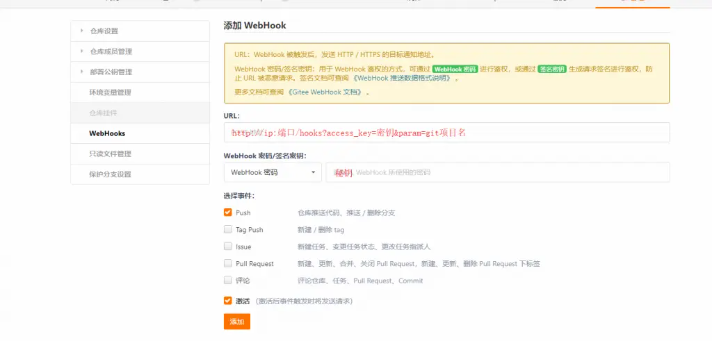 添加 WebHook
仓库设置
仓库成员管理
部署公钥管理
环境变量管理
仓库挂件
WebHooks
只读文件管理
保护分支设置
URL：WebHook 被触发后，发送 HTTP / HTTPS 的目标通知地址。
WebHook 密码/签名密钥：用于 WebHook 鉴权的方式，可通过 WebHook 密码 进行鉴权，或通过 签名密钥 生成请求签名进行鉴权，防
止 URL 被恶意请求。签名文档可查阅 《WebHook 推送数据格式说明》。
更多文档可查阅 《Gitee WebHook 文档》。
URL:
http://ip:端口/hooks?access_key=密钥&param=git项目名
WebHook 密码/签名密钥:
WebHook 密码
密钥 WebHook 所使用的密码
选择事件:
Push 仓库推送代码、推送 / 删除分支
Tag Push 新建 / 删除 tag
Issue 新建任务、变更任务状态、更改任务指派人
Pull Request 新建、更新、合并、关闭 Pull Request，新建、更新、删除 Pull Request 下标签
评论 评论仓库、任务、Pull Request、Commit
激活 (激活后事件触发时将发送请求)
添加